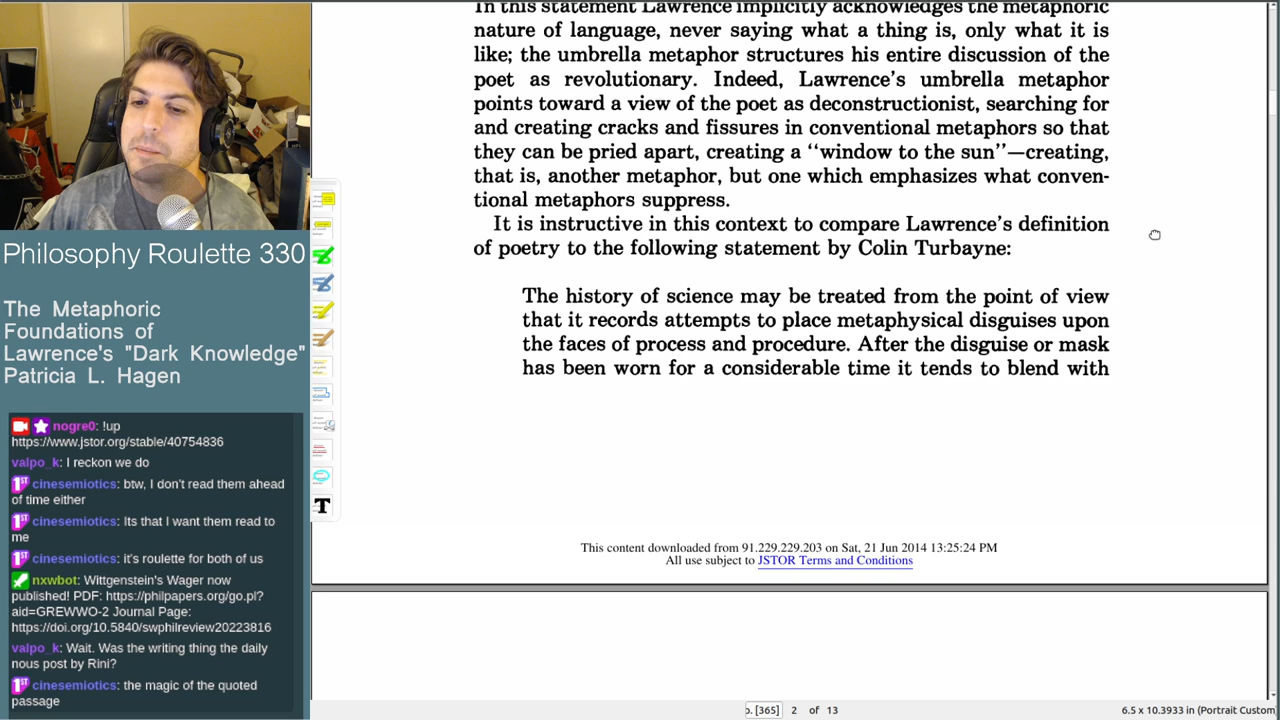 In this statement Lawrence implicitly acknowledges the metaphoric
nature of language, never saying what a thing is, only what it is
like; the umbrella metaphor structures his entire discussion of the
poet as revolutionary. Indeed, Lawrence's umbrella metaphor
points toward a view of the poet as deconstructionist, searching for
and creating cracks and fissures in conventional metaphors so that
they can be pried apart, creating a "window to the sun"—creating,
that is, another metaphor, but one which emphasizes what conven-
tional metaphors suppress.
It is instructive in this context to compare Lawrence's definition
of poetry to the following statement by Colin Turbayne:
The history of science may be treated from the point of view
that it records attempts to place metaphysical disguises upon
the faces of process and procedure. After the disguise or mask
has been worn for a considerable time it tends to blend with
This content downloaded from 91.229.229.203 on Sat, 21 Jun 2014 13:25:24 PM
All use subject to JSTOR Terms and Conditions
Philosophy Roulette 330
The Metaphoric
Foundations of
Lawrence's "Dark Knowledge"
Patricia L. Hagen
nogre0: !up
https://www.jstor.org/stable/40754836
valpo_k: I reckon we do
cinesemiotics: btw, I don't read them ahead
of time either
cinesemiotics: Its that I want them read to
me
cinesemiotics: it's roulette for both of us
nxwbot: Wittgenstein's Wager now
published! PDF: https://philpapers.org/go.pl?
aid=GREWWO-2 Journal Page:
https://doi.org/10.5840/swphilreview20223816
valpo_k: Wait. Was the writing thing the daily
nous post by Rini?
cinesemiotics: the magic of the quoted
passage
T
p. [365] 2 of 13
6.5 x 10.3933 in (Portrait Custom